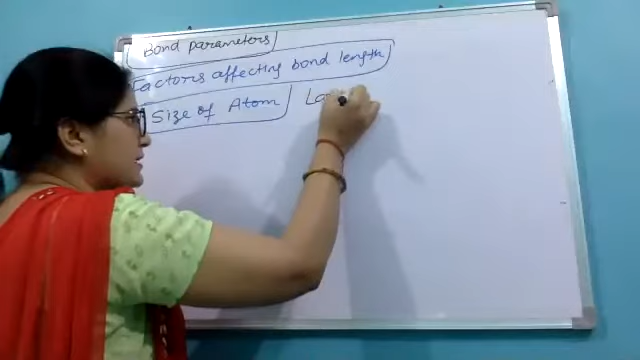 Bond parameters
Factors affecting bond length
Size of Atom La